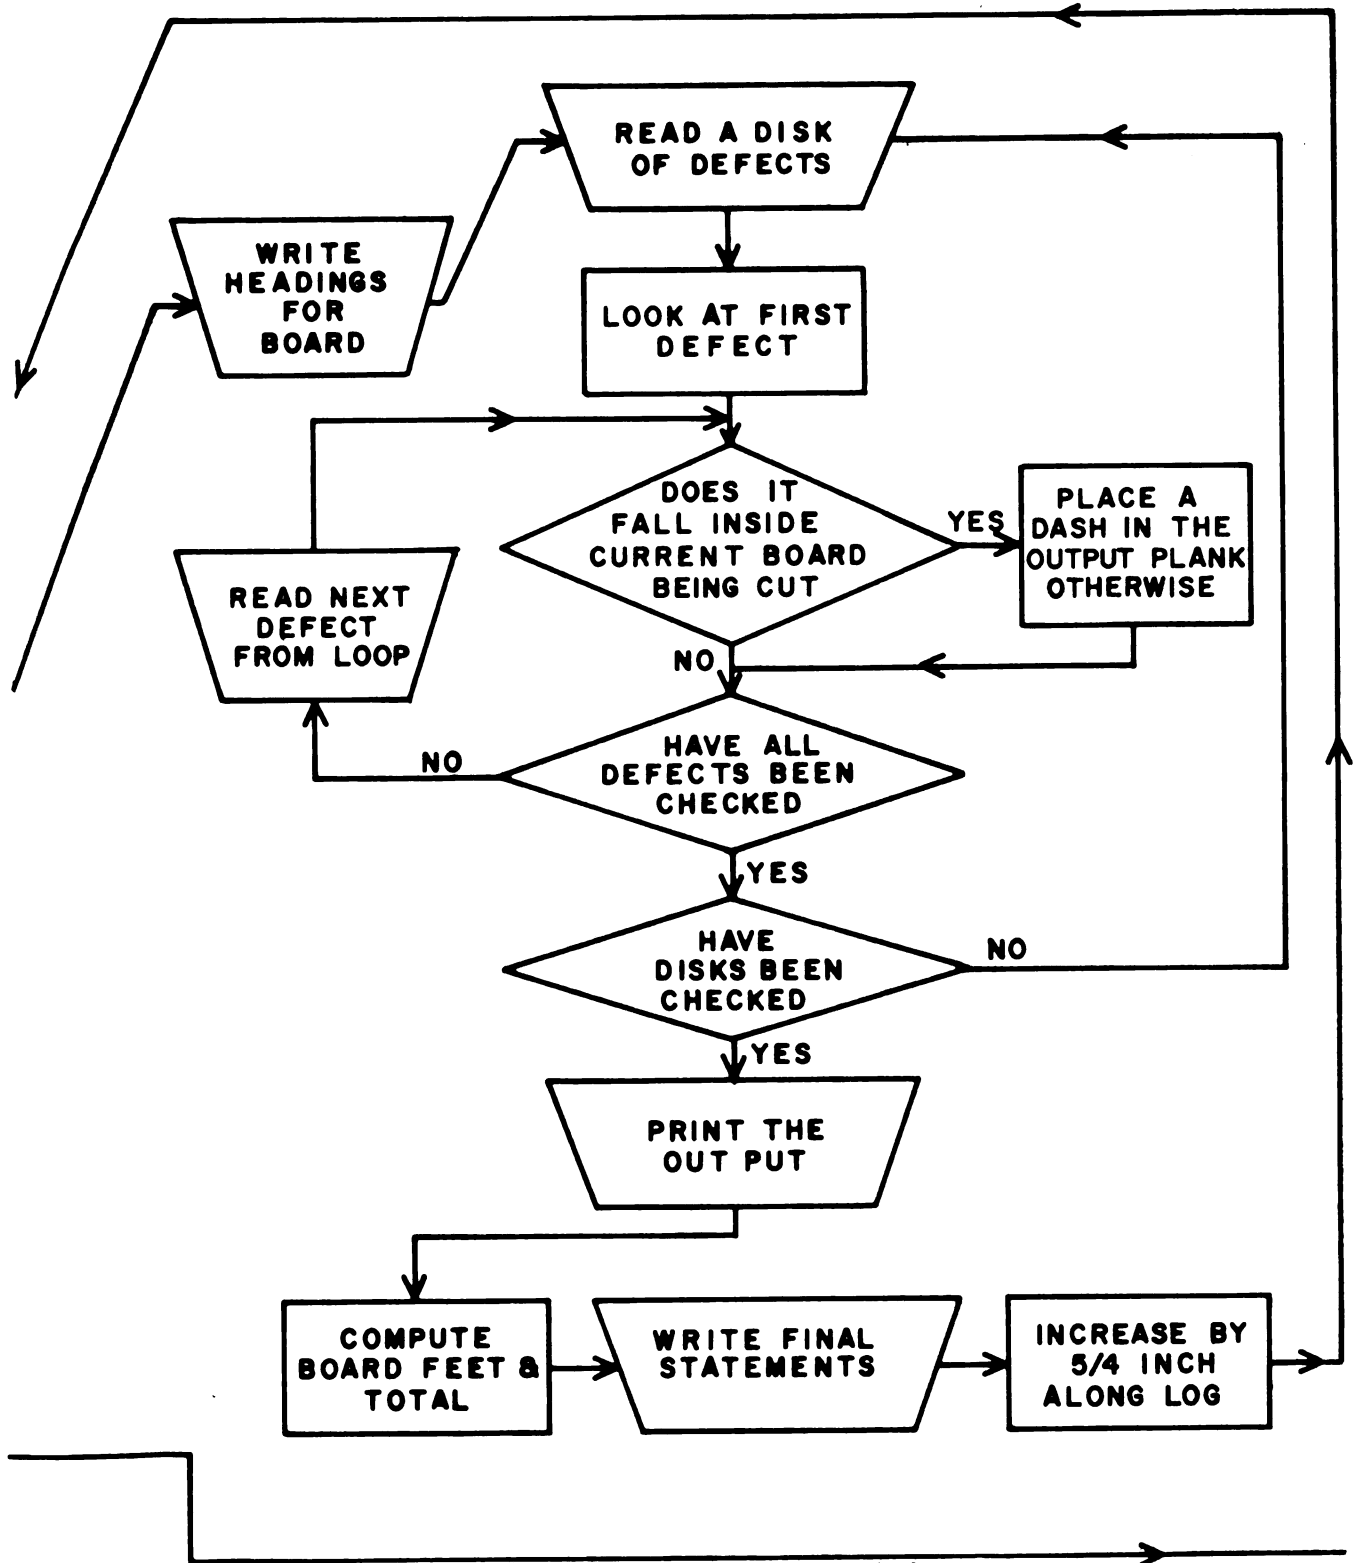 READ A DISK
OF DEFECTS
WRITE
HEADINGS
FOR
BOARD
LOOK AT FIRST
DEFECT
DOES IT
FALL INSIDE
CURRENT BOARD
BEING CUT
YES
PLACE A
DASH IN THE
OUTPUT PLANK
OTHERWISE
READ NEXT
DEFECT
FROM LOOP
NO
HAVE ALL
DEFECTS BEEN
CHECKED
NO
YES
HAVE
DISKS BEEN
CHECKED
NO
YES
PRINT THE
OUT PUT
COMPUTE
BOARD FEET &
TOTAL
WRITE FINAL
STATEMENTS
INCREASE BY
5/4 INCH
ALONG LOG